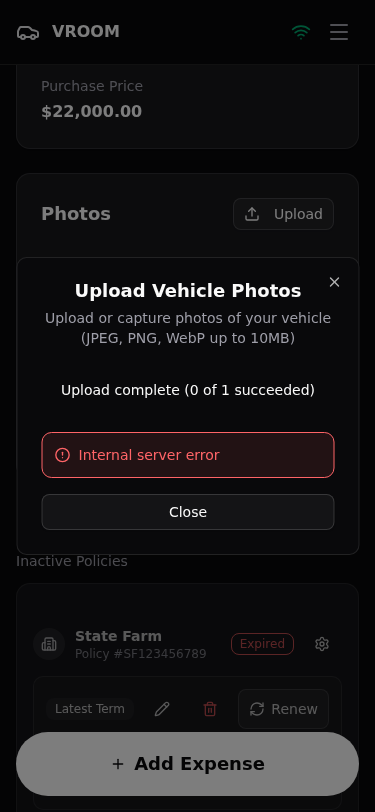 VROOM
Purchase Price
$22,000.00
Photos
Upload
Upload Vehicle Photos
Upload or capture photos of your vehicle
(JPEG, PNG, WebP up to 10MB)
Upload complete (0 of 1 succeeded)
Internal server error
Close
Inactive Policies
State Farm
Policy #SF123456789
Expired
Latest Term
Renew
+ Add Expense